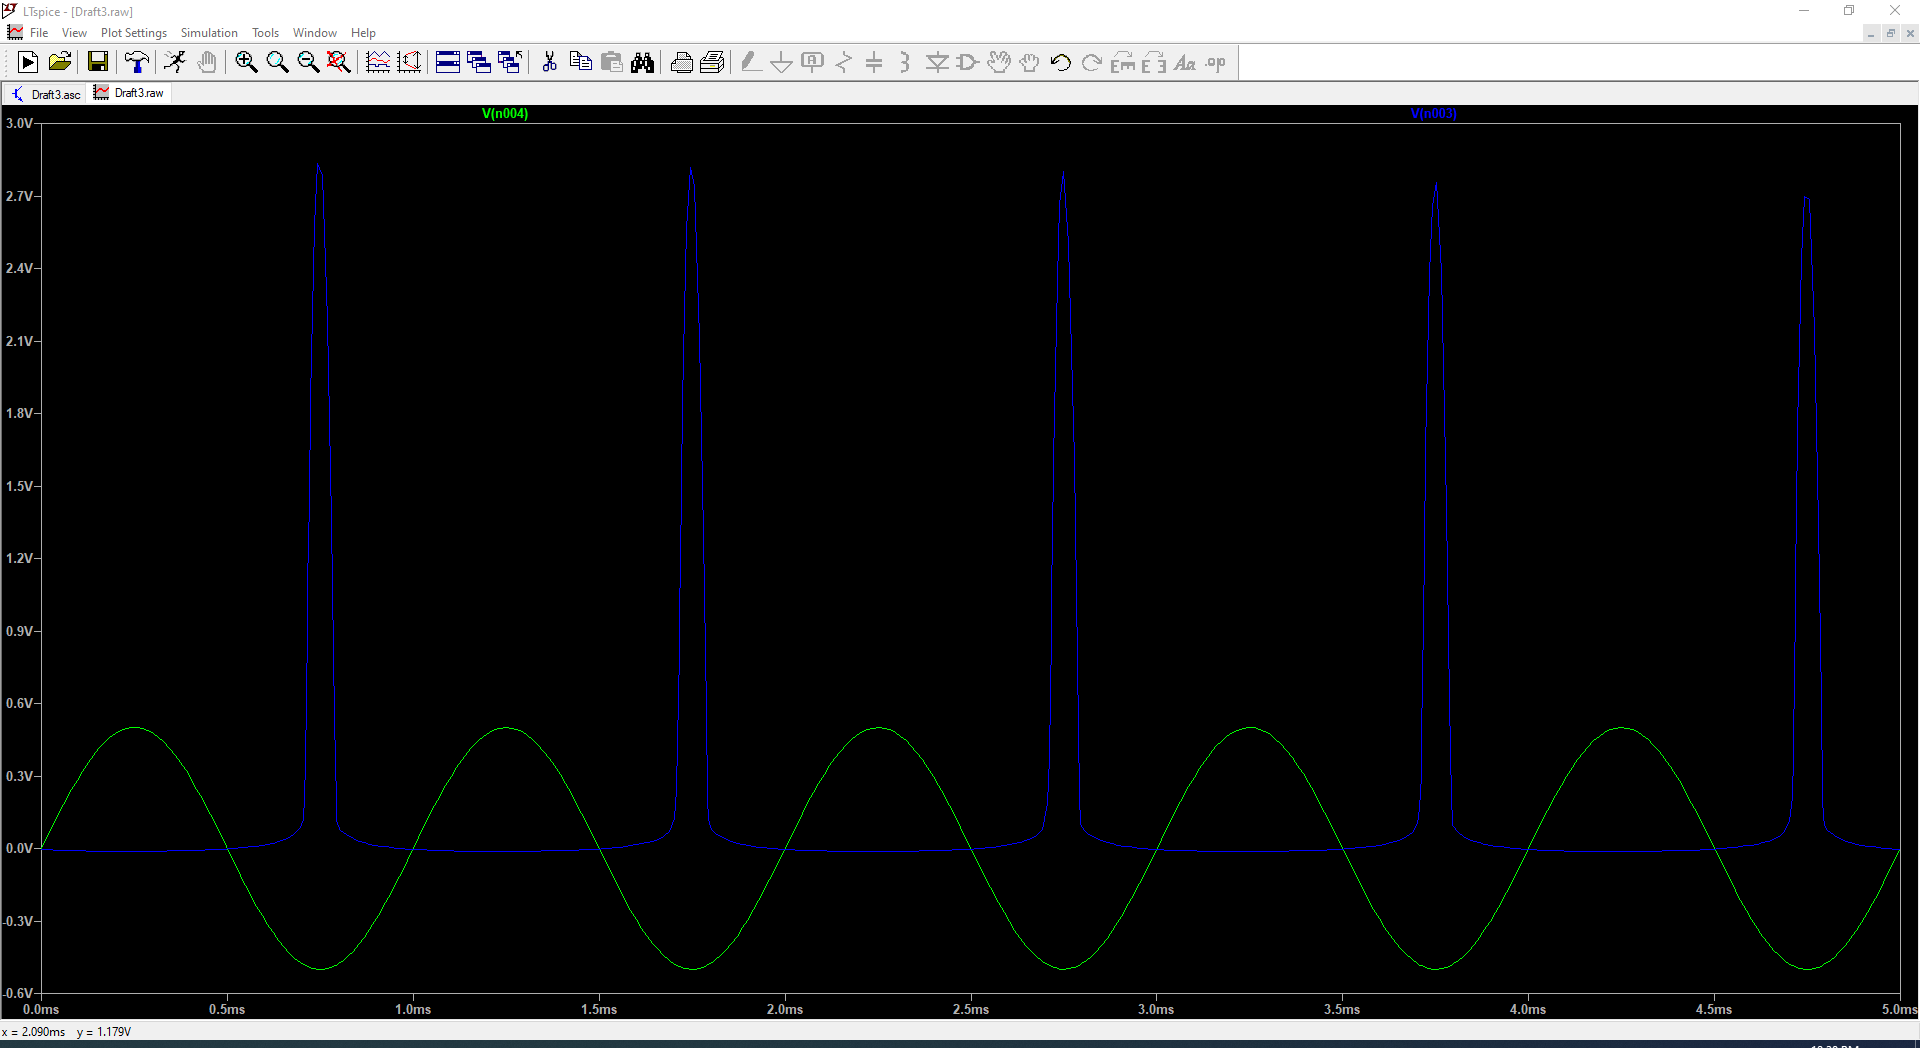 LTspice - [Draft3.raw]
File View Plot Settings Simulation Tools Window Help
Draft3.asc Draft3.raw
V(n004) V(n003)
3.0V
2.7V
2.4V
2.1V
1.8V
1.5V
1.2V
0.9V
0.6V
0.3V
0.0V
-0.3V
-0.6V
0.0ms 0.5ms 1.0ms 1.5ms 2.0ms 2.5ms 3.0ms 3.5ms 4.0ms 4.5ms 5.0ms
x = 2.090ms y = 1.179V